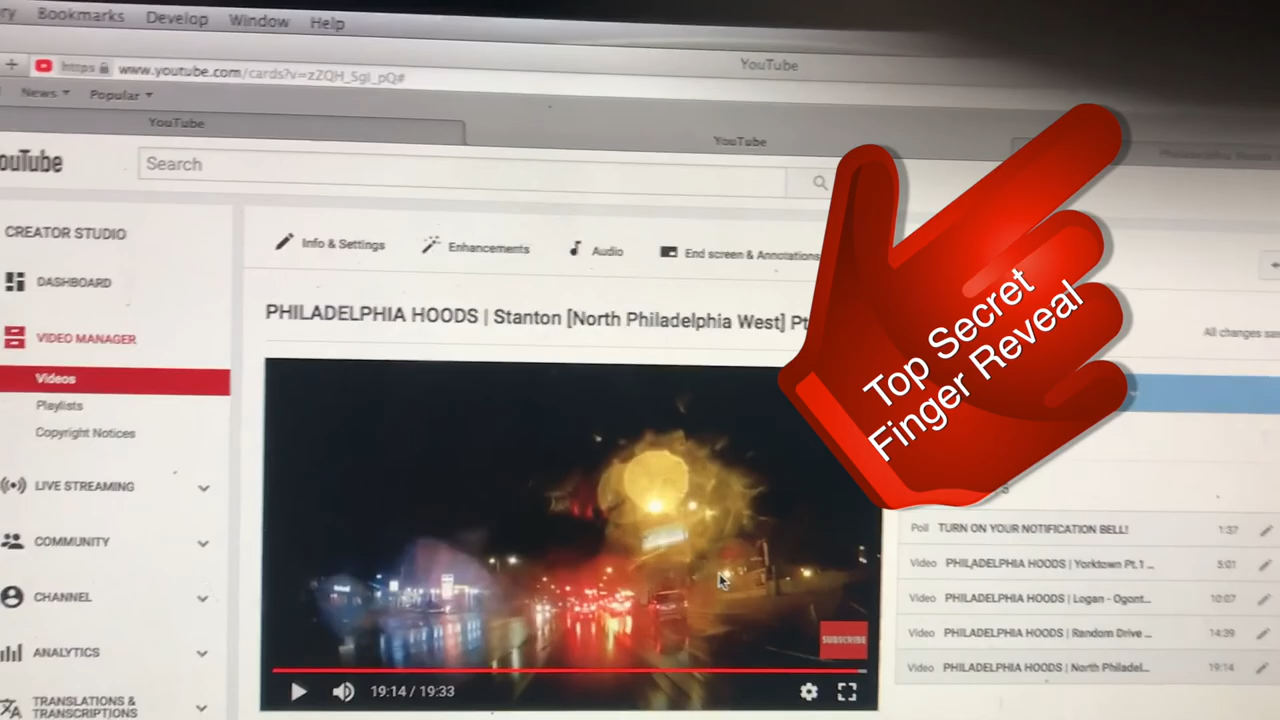 ry Bookmarks Develop Window Help
YouTube
+ https www.youtube.com/cards?v=zZQH_5gI_pQ#
News Popular
YouTube
YouTube
ouTube
Search
CREATOR STUDIO
DASHBOARD
VIDEO MANAGER
Videos
Playlists
Copyright Notices
LIVE STREAMING
COMMUNITY
CHANNEL
ANALYTICS
TRANSLATIONS &
TRANSCRIPTIONS
Info & Settings
Enhancements
Audio
End screen & Annotations
PHILADELPHIA HOODS | Stanton [North Philadelphia West] Pt
All changes sa
Top Secret
Finger Reveal
SUBSCRIBE
19:14 / 19:33
Poll TURN ON YOUR NOTIFICATION BELL! 1:37
Video PHILADELPHIA HOODS | Yorktown Pt.1 ... 5:01
Video PHILADELPHIA HOODS | Logan - Ogont... 10:07
Video PHILADELPHIA HOODS | Random Drive ... 14:39
Video PHILADELPHIA HOODS | North Philadel... 19:14